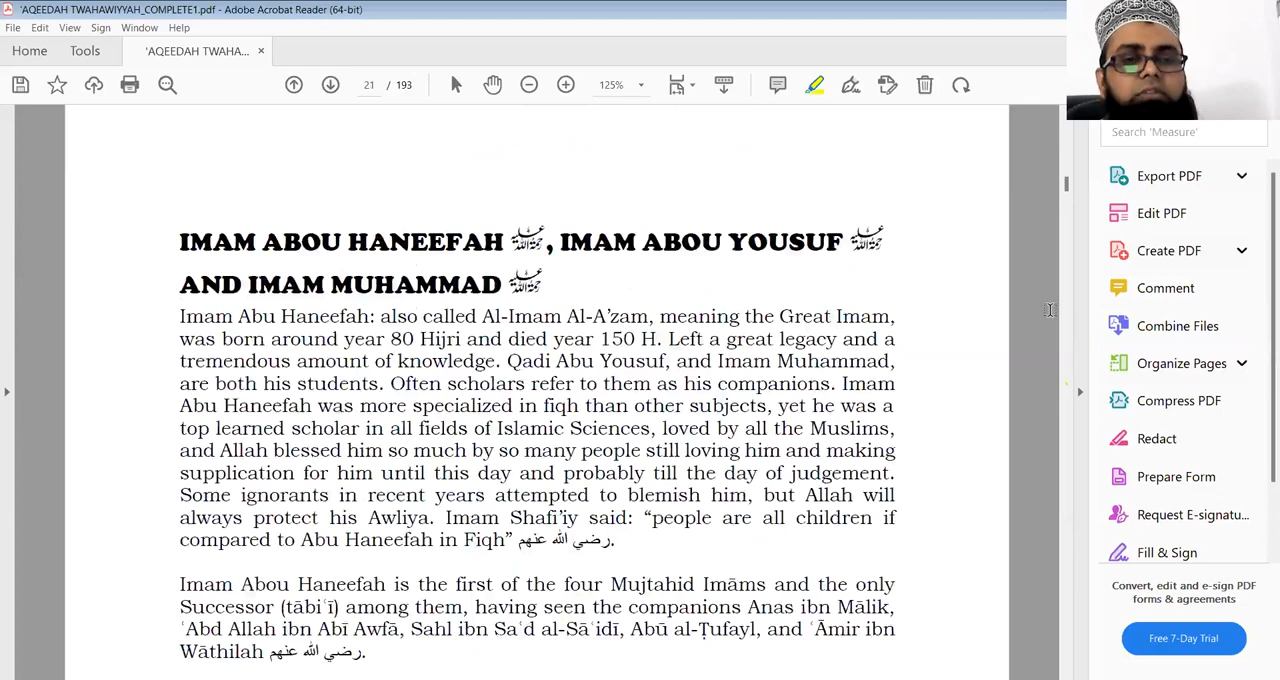 'AQEEDAH TWAHAWIYYAH_COMPLETE1.pdf - Adobe Acrobat Reader (64-bit)
File Edit View Sign Window Help
Home Tools 'AQEEDAH TWAHA... ×
21 / 193 125%
Search 'Measure'
Export PDF
Edit PDF
Create PDF
Comment
Combine Files
Organize Pages
Compress PDF
Redact
Prepare Form
Request E-signatu...
Fill & Sign
Convert, edit and e-sign PDF
forms & agreements
Free 7-Day Trial
IMAM ABOU HANEEFAH رحمة الله عليه, IMAM ABOU YOUSUF رحمة الله عليه
AND IMAM MUHAMMAD رحمة الله عليه
Imam Abu Haneefah: also called Al-Imam Al-A’zam, meaning the Great Imam,
was born around year 80 Hijri and died year 150 H. Left a great legacy and a
tremendous amount of knowledge. Qadi Abu Yousuf, and Imam Muhammad,
are both his students. Often scholars refer to them as his companions. Imam
Abu Haneefah was more specialized in fiqh than other subjects, yet he was a
top learned scholar in all fields of Islamic Sciences, loved by all the Muslims,
and Allah blessed him so much by so many people still loving him and making
supplication for him until this day and probably till the day of judgement.
Some ignorants in recent years attempted to blemish him, but Allah will
always protect his Awliya. Imam Shafi’iy said: “people are all children if
compared to Abu Haneefah in Fiqh” رضي الله عنهم.
Imam Abou Haneefah is the first of the four Mujtahid Imāms and the only
Successor (tābiʿī) among them, having seen the companions Anas ibn Mālik,
ʿAbd Allah ibn Abī Awfā, Sahl ibn Saʿd al-Sāʿidī, Abū al-Ṭufayl, and ʿĀmir ibn
Wāthilah رضي الله عنهم.